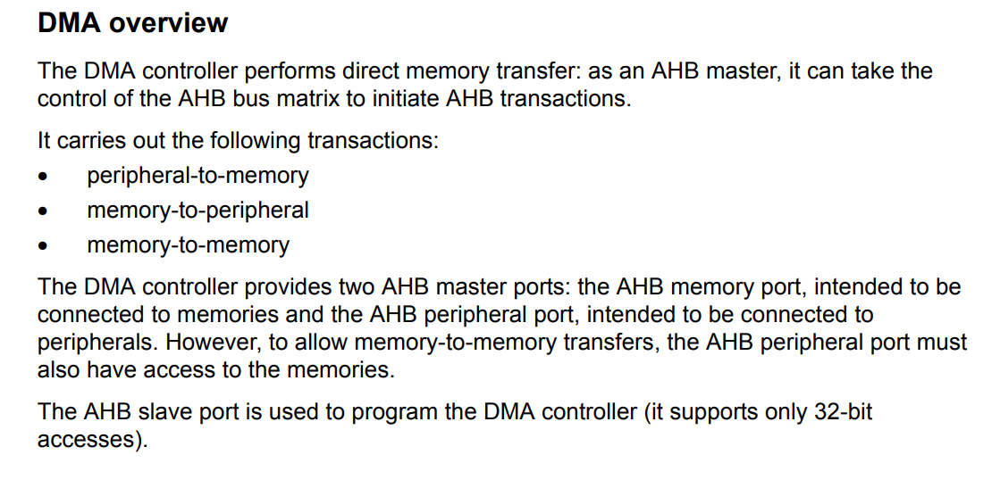 DMA overview
The DMA controller performs direct memory transfer: as an AHB master, it can take the
control of the AHB bus matrix to initiate AHB transactions.
It carries out the following transactions:
• peripheral-to-memory
• memory-to-peripheral
• memory-to-memory
The DMA controller provides two AHB master ports: the AHB memory port, intended to be
connected to memories and the AHB peripheral port, intended to be connected to
peripherals. However, to allow memory-to-memory transfers, the AHB peripheral port must
also have access to the memories.
The AHB slave port is used to program the DMA controller (it supports only 32-bit
accesses).